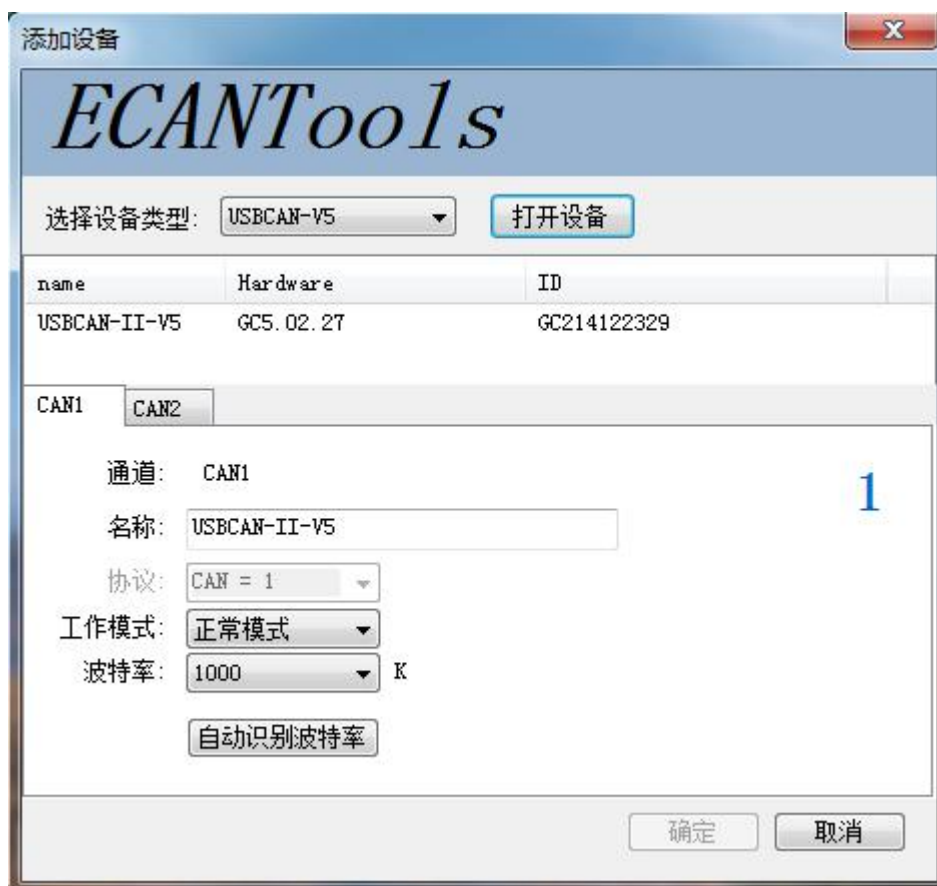 添加设备
ECANTools
选择设备类型: USBCAN-V5 打开设备
name Hardware ID
USBCAN-II-V5 GC5.02.27 GC214122329
CAN1 CAN2
通道: CAN1
1
名称: USBCAN-II-V5
协议: CAN = 1
工作模式: 正常模式
波特率: 1000 K
自动识别波特率
确定 取消